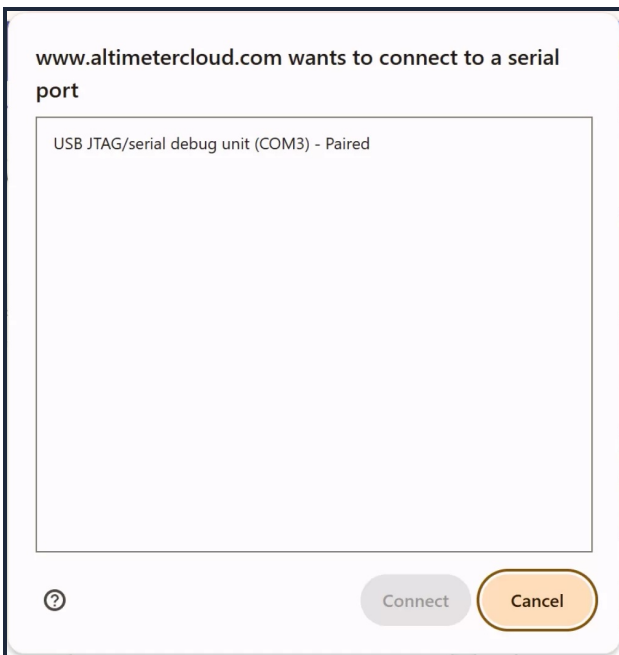 www.altimetercloud.com wants to connect to a serial
port
USB JTAG/serial debug unit (COM3) - Paired
Connect
Cancel